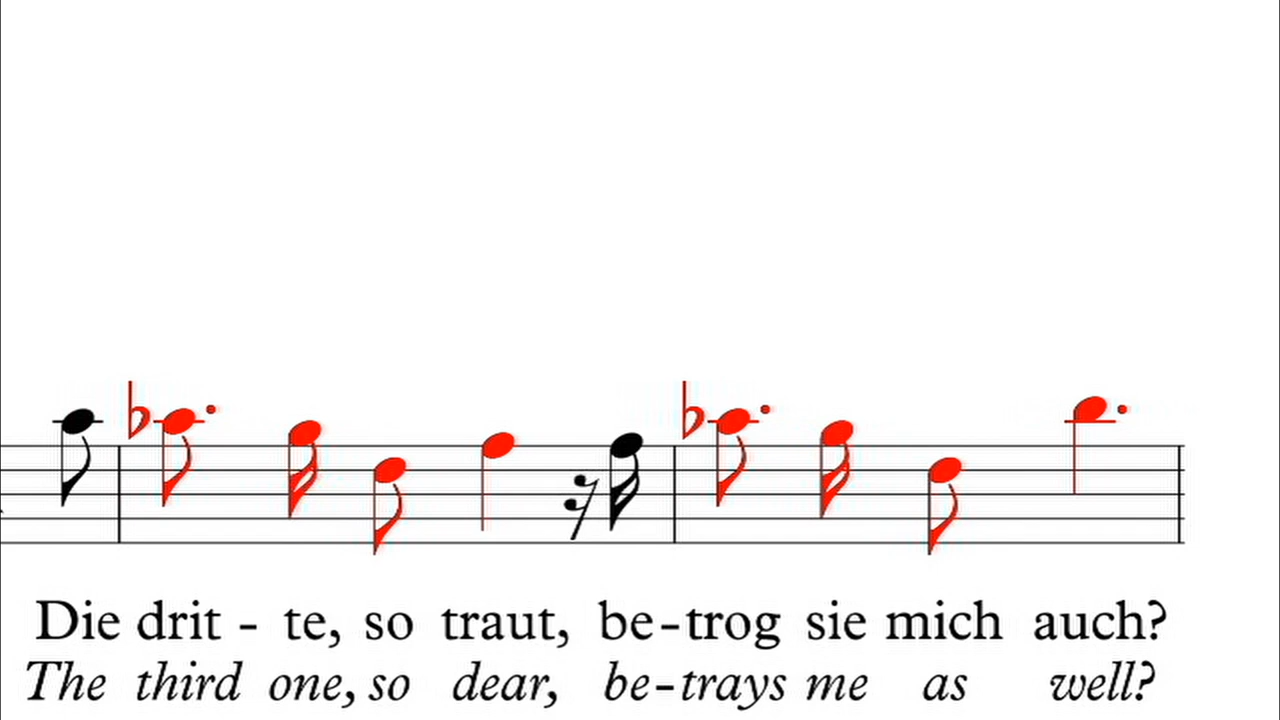 Die drit - te, so traut, be-trog sie mich auch?
The third one, so dear, be-trays me as well?